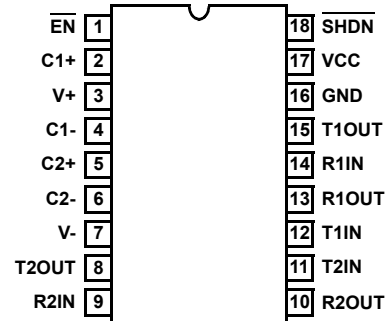 EN 1 18 SHDN
C1+ 2 17 VCC
V+ 3 16 GND
C1- 4 15 T1OUT
C2+ 5 14 R1IN
C2- 6 13 R1OUT
V- 7 12 T1IN
T2OUT 8 11 T2IN
R2IN 9 10 R2OUT